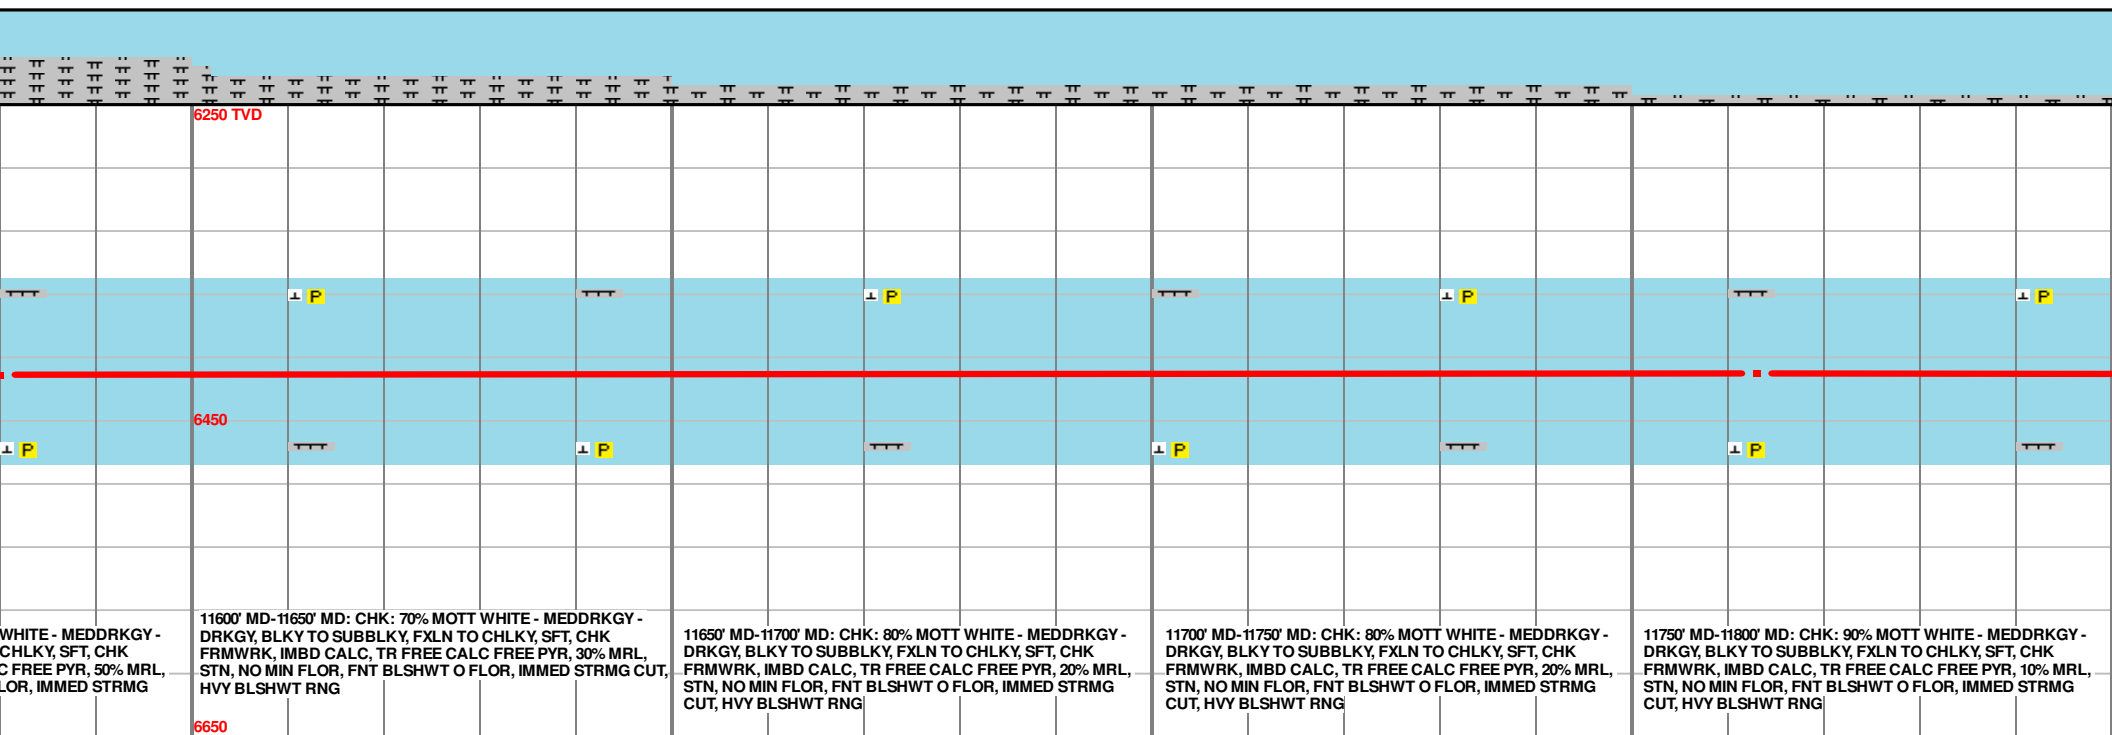 6250 TVD
P
P
P
P
6450
P
P
P
P
WHITE - MEDDRKGY -
CHLKY, SFT, CHK
C FREE PYR, 50% MRL,
LOR, IMMED STRMG
11600' MD-11650' MD: CHK: 70% MOTT WHITE - MEDDRKGY -
DRKGY, BLKY TO SUBBLKY, FXLN TO CHLKY, SFT, CHK
FRMWRK, IMBD CALC, TR FREE CALC FREE PYR, 30% MRL,
STN, NO MIN FLOR, FNT BLSHWT O FLOR, IMMED STRMG CUT,
HVY BLSHWT RNG
11650' MD-11700' MD: CHK: 80% MOTT WHITE - MEDDRKGY -
DRKGY, BLKY TO SUBBLKY, FXLN TO CHLKY, SFT, CHK
FRMWRK, IMBD CALC, TR FREE CALC FREE PYR, 20% MRL,
STN, NO MIN FLOR, FNT BLSHWT O FLOR, IMMED STRMG
CUT, HVY BLSHWT RNG
11700' MD-11750' MD: CHK: 80% MOTT WHITE - MEDDRKGY -
DRKGY, BLKY TO SUBBLKY, FXLN TO CHLKY, SFT, CHK
FRMWRK, IMBD CALC, TR FREE CALC FREE PYR, 20% MRL,
STN, NO MIN FLOR, FNT BLSHWT O FLOR, IMMED STRMG
CUT, HVY BLSHWT RNG
11750' MD-11800' MD: CHK: 90% MOTT WHITE - MEDDRKGY -
DRKGY, BLKY TO SUBBLKY, FXLN TO CHLKY, SFT, CHK
FRMWRK, IMBD CALC, TR FREE CALC FREE PYR, 10% MRL,
STN, NO MIN FLOR, FNT BLSHWT O FLOR, IMMED STRMG
CUT, HVY BLSHWT RNG
6650